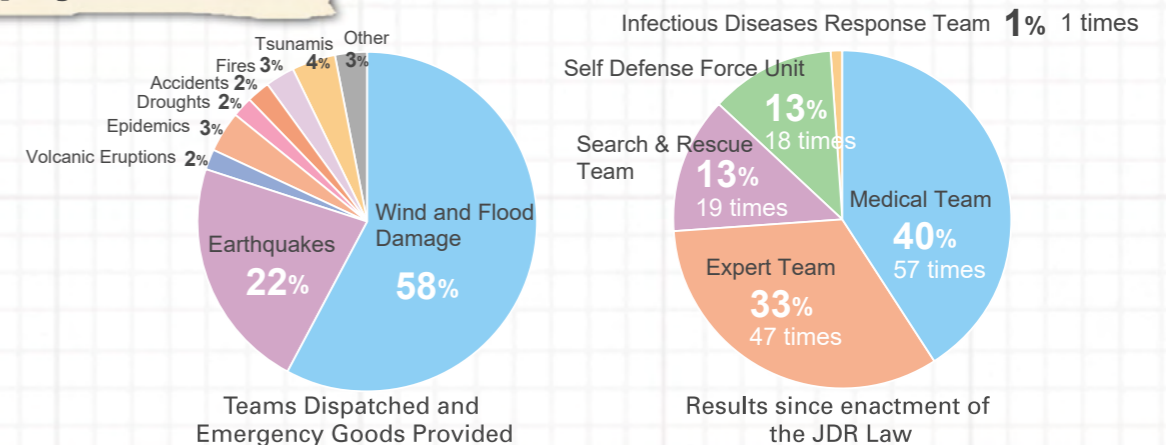 Tsunamis
4%
Other
3%
Fires 3%
Accidents 2%
Droughts 2%
Epidemics 3%
Volcanic Eruptions 2%
Earthquakes
22%
Wind and Flood
Damage
58%
Teams Dispatched and
Emergency Goods Provided
Infectious Diseases Response Team 1% 1 times
Self Defense Force Unit
13%
18 times
Search & Rescue
Team
13%
19 times
Medical Team
40%
57 times
Expert Team
33%
47 times
Results since enactment of
the JDR Law